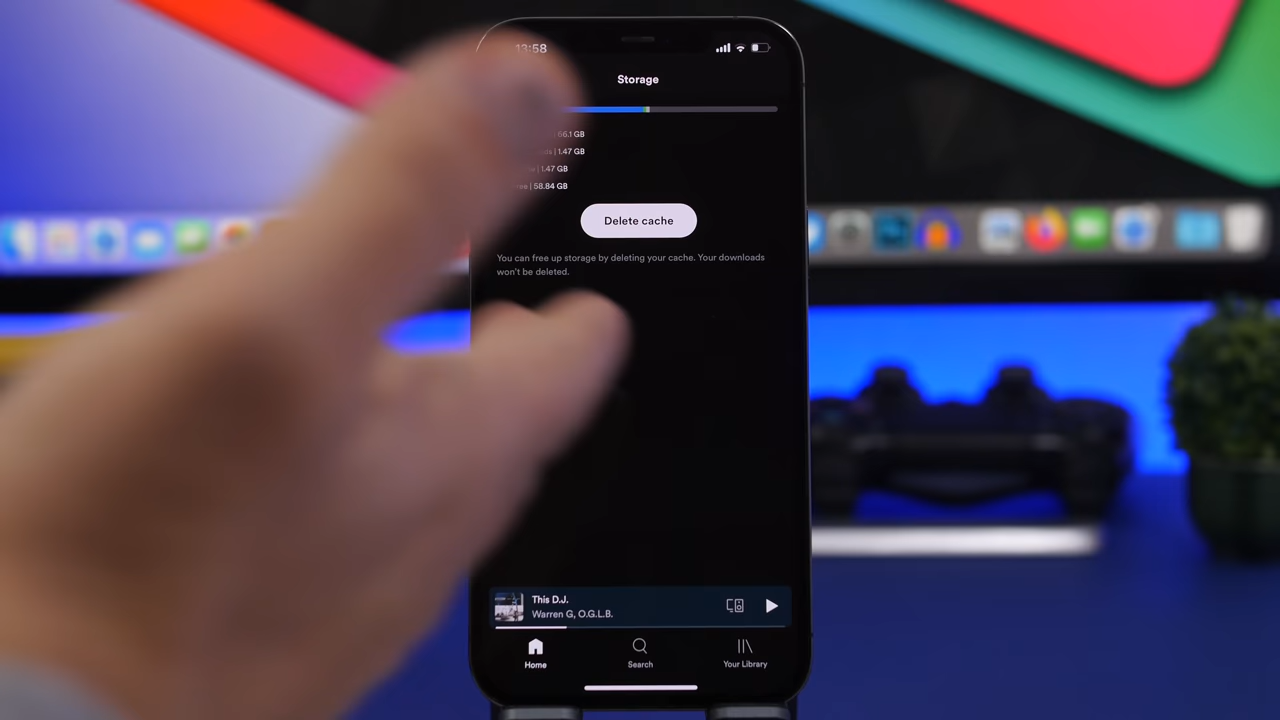 13:58
Storage
| 66.1 GB
| 1.47 GB
| 1.47 GB
| 58.84 GB
Delete cache
You can free up storage by deleting your cache. Your downloads
won't be deleted.
This D.J.
Warren G, O.G.L.B.
Home
Search
Your Library